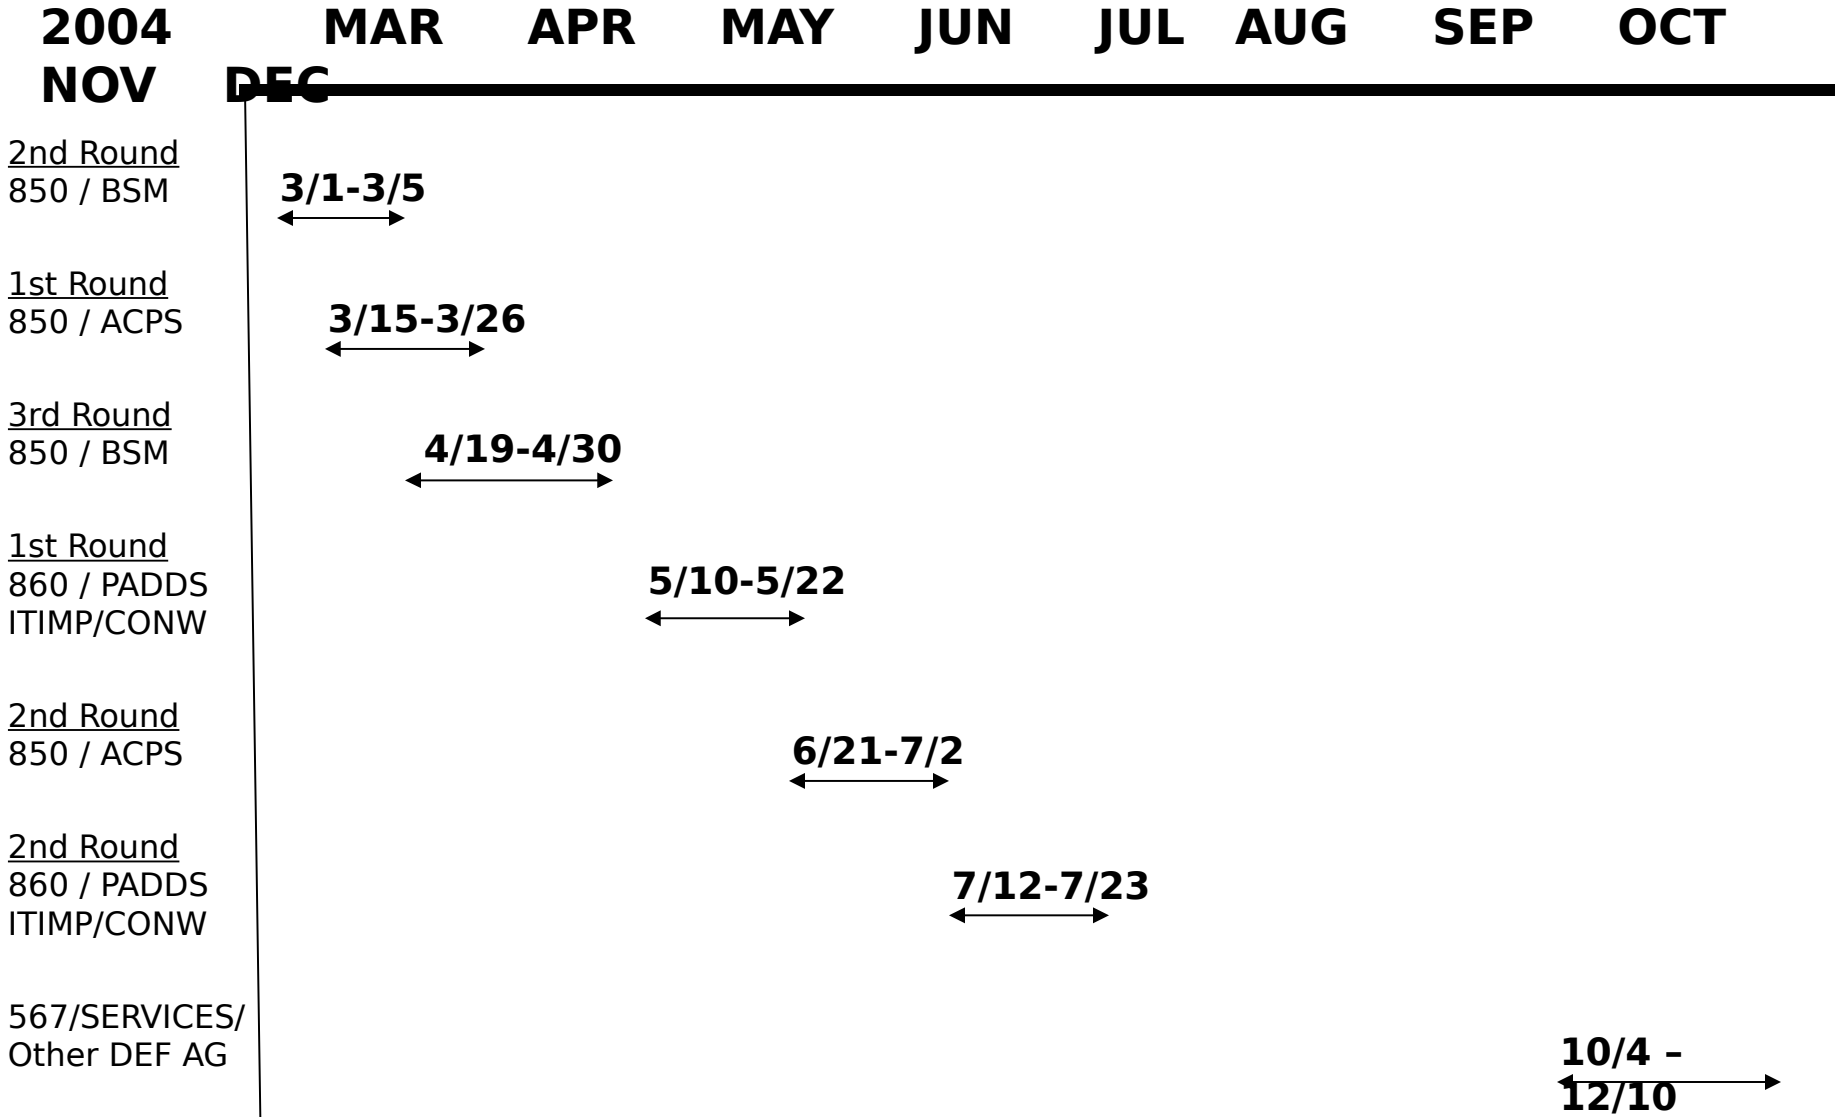 2004 MAR APR MAY JUN JUL AUG SEP OCT
NOV DEC
2nd Round
850 / BSM
3/1-3/5
1st Round
850 / ACPS
3/15-3/26
3rd Round
850 / BSM
4/19-4/30
1st Round
860 / PADDS
ITIMP/CONW
5/10-5/22
2nd Round
850 / ACPS
6/21-7/2
2nd Round
860 / PADDS
ITIMP/CONW
7/12-7/23
567/SERVICES/
Other DEF AG
10/4 –
12/10